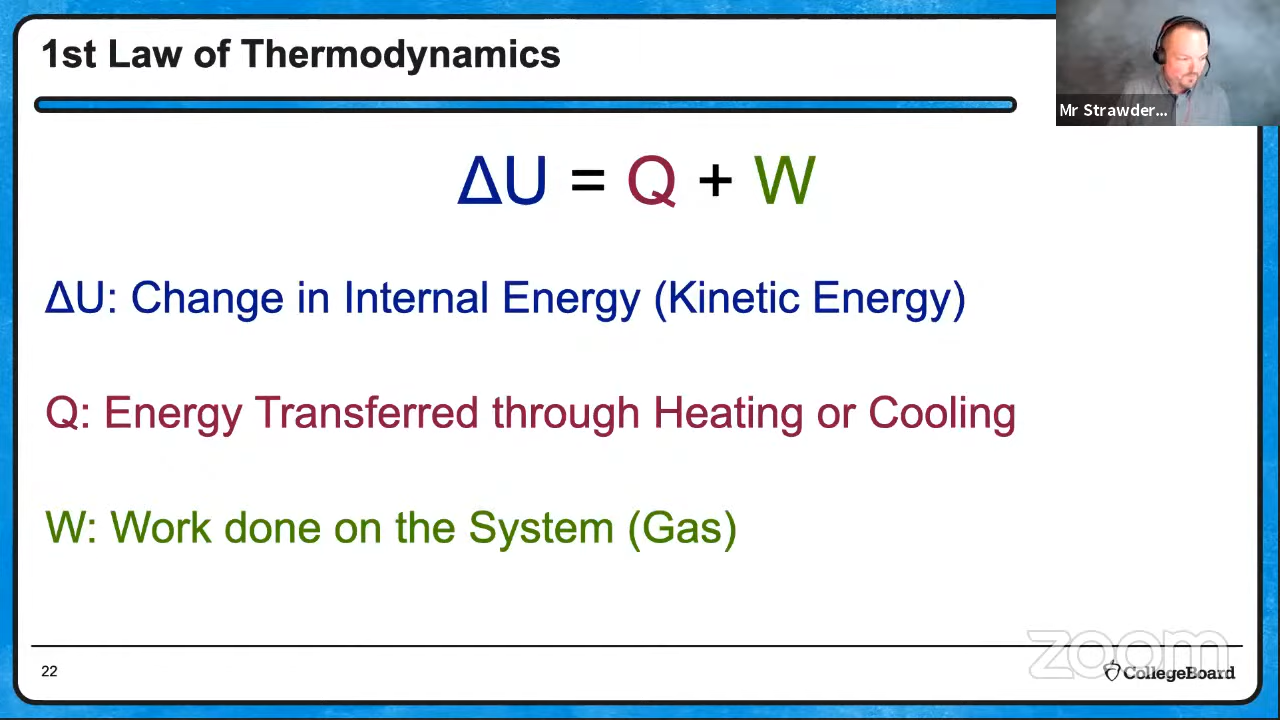 1st Law of Thermodynamics
Mr Strawder...
ΔU = Q + W
ΔU: Change in Internal Energy (Kinetic Energy)
Q: Energy Transferred through Heating or Cooling
W: Work done on the System (Gas)
zoom
22
CollegeBoard